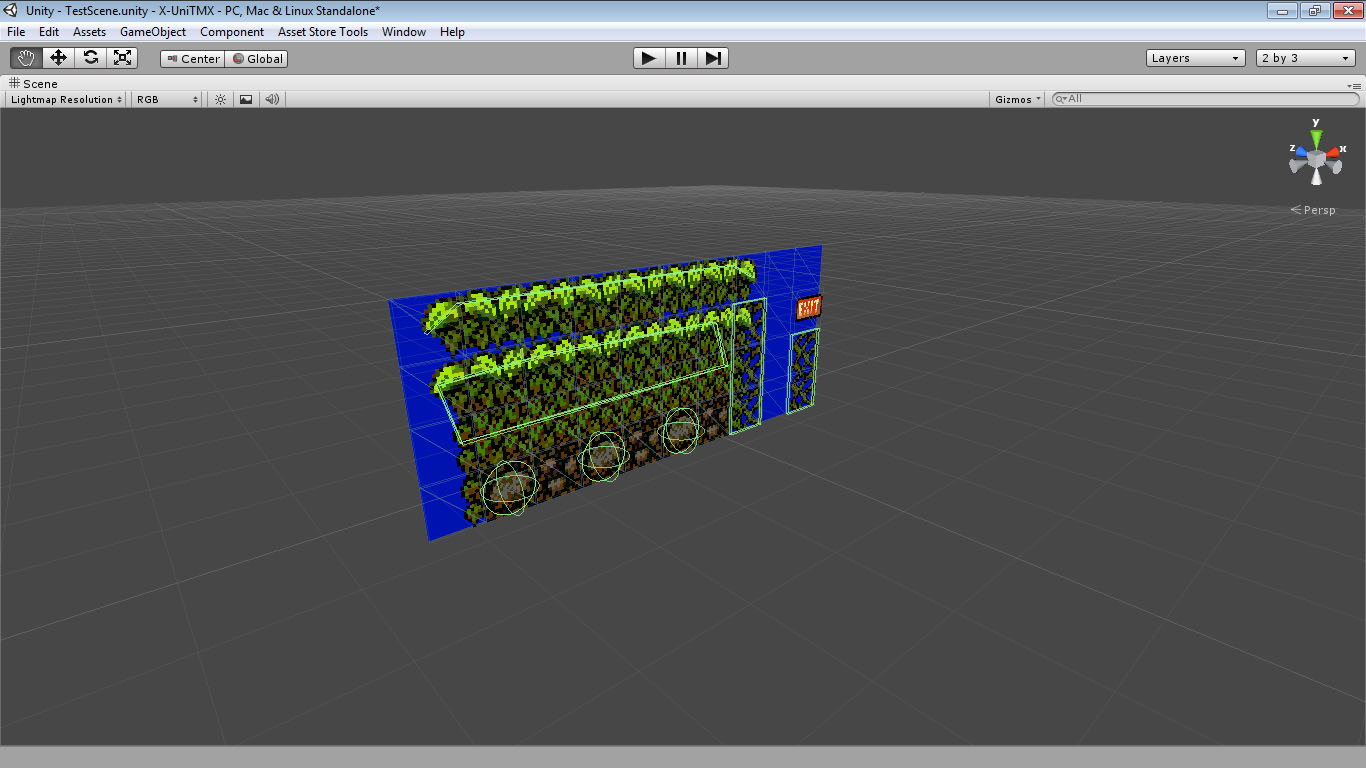 Unity - TestScene.unity - X-UniTMX - PC, Mac & Linux Standalone*
File Edit Assets GameObject Component Asset Store Tools Window Help
Center Global Layers 2 by 3
Scene
Lightmap Resolution RGB Gizmos All
y
z x
Persp
EXIT